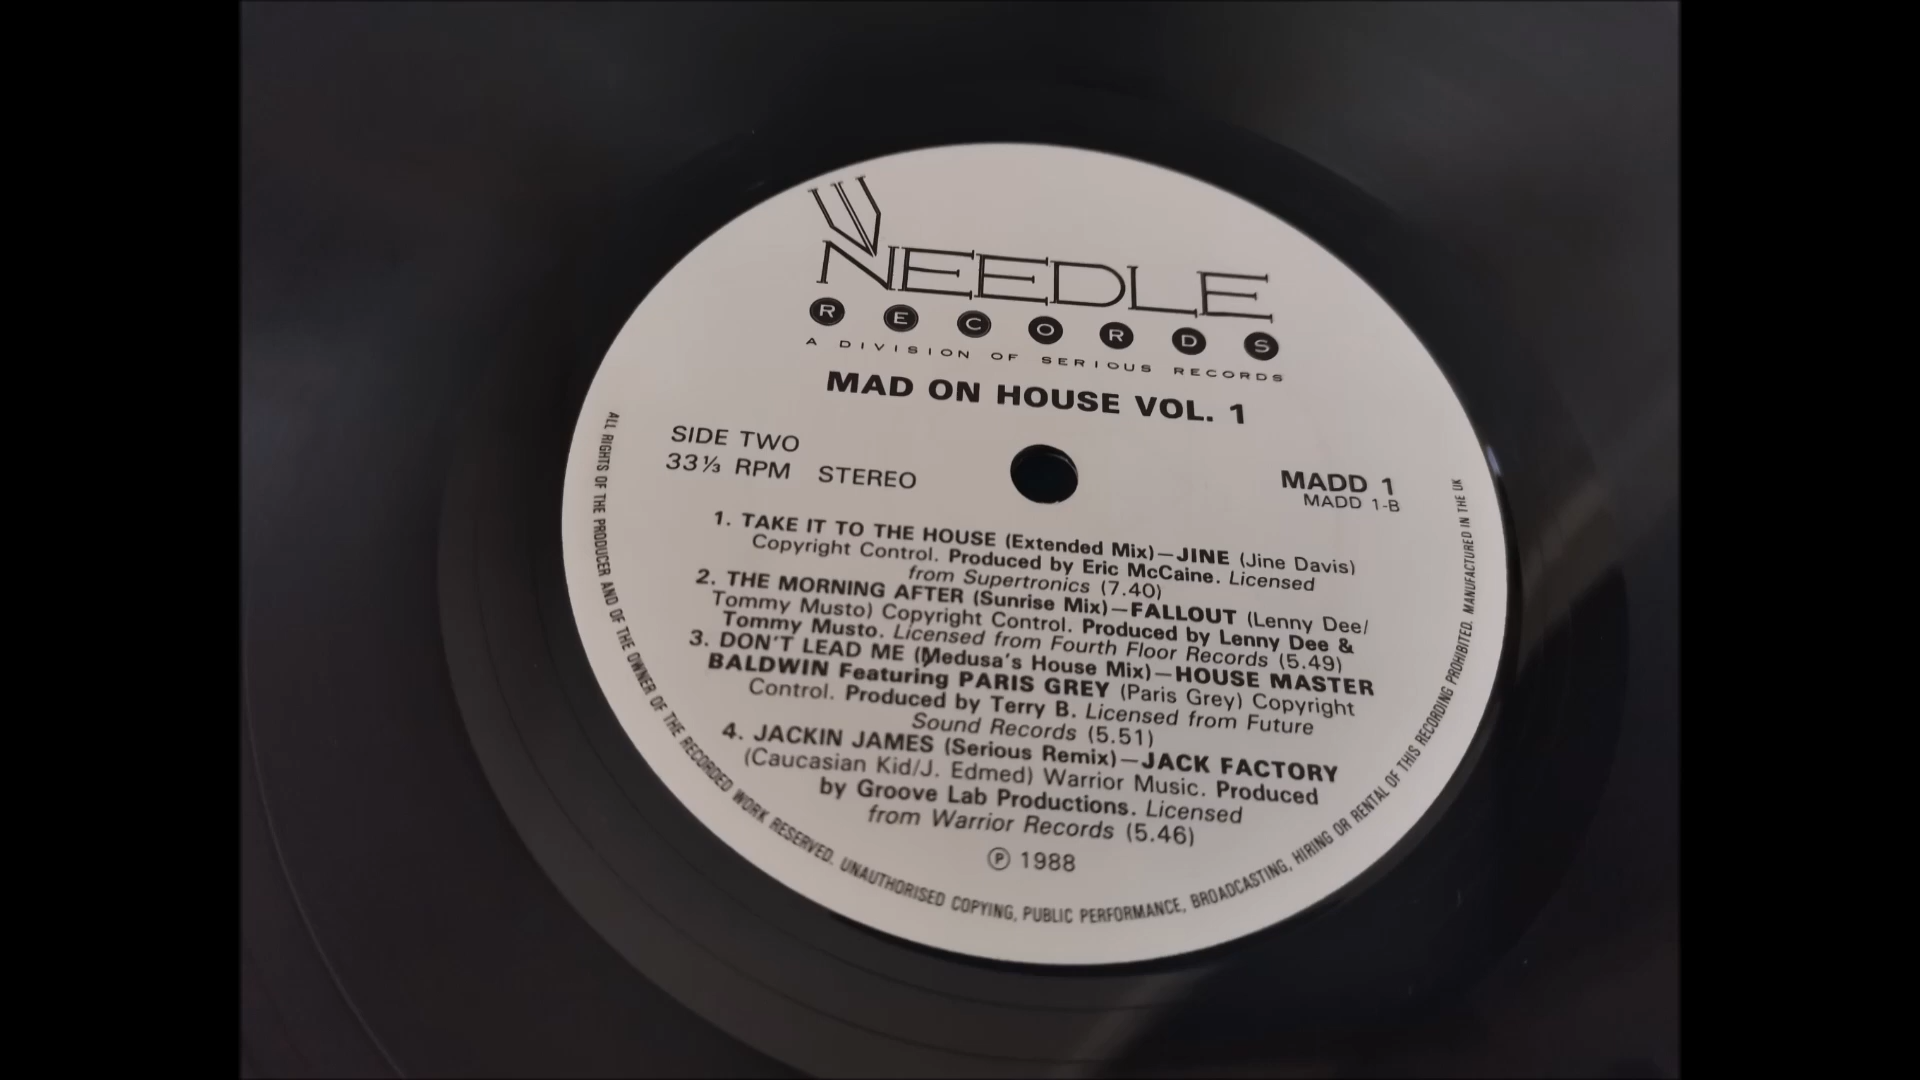 NEEDLE
RECORDS
A DIVISION OF SERIOUS RECORDS
MAD ON HOUSE VOL. 1
SIDE TWO
33⅓ RPM STEREO
MADD 1
MADD 1-B
1. TAKE IT TO THE HOUSE (Extended Mix)—JINE (Jine Davis)
Copyright Control. Produced by Eric McCaine. Licensed
from Supertronics (7.40)
2. THE MORNING AFTER (Sunrise Mix)—FALLOUT (Lenny Dee/
Tommy Musto) Copyright Control. Produced by Lenny Dee &
Tommy Musto. Licensed from Fourth Floor Records (5.49)
3. DON'T LEAD ME (Medusa's House Mix)—HOUSE MASTER
BALDWIN Featuring PARIS GREY (Paris Grey) Copyright
Control. Produced by Terry B. Licensed from Future
Sound Records (5.51)
4. JACKIN JAMES (Serious Remix)—JACK FACTORY
(Caucasian Kid/J. Edmed) Warrior Music. Produced
by Groove Lab Productions. Licensed
from Warrior Records (5.46)
℗ 1988
ALL RIGHTS OF THE PRODUCER AND OF THE OWNER OF THE RECORDED WORK RESERVED. UNAUTHORISED COPYING, PUBLIC PERFORMANCE, BROADCASTING, HIRING OR RENTAL OF THIS RECORDING PROHIBITED. MANUFACTURED IN THE UK